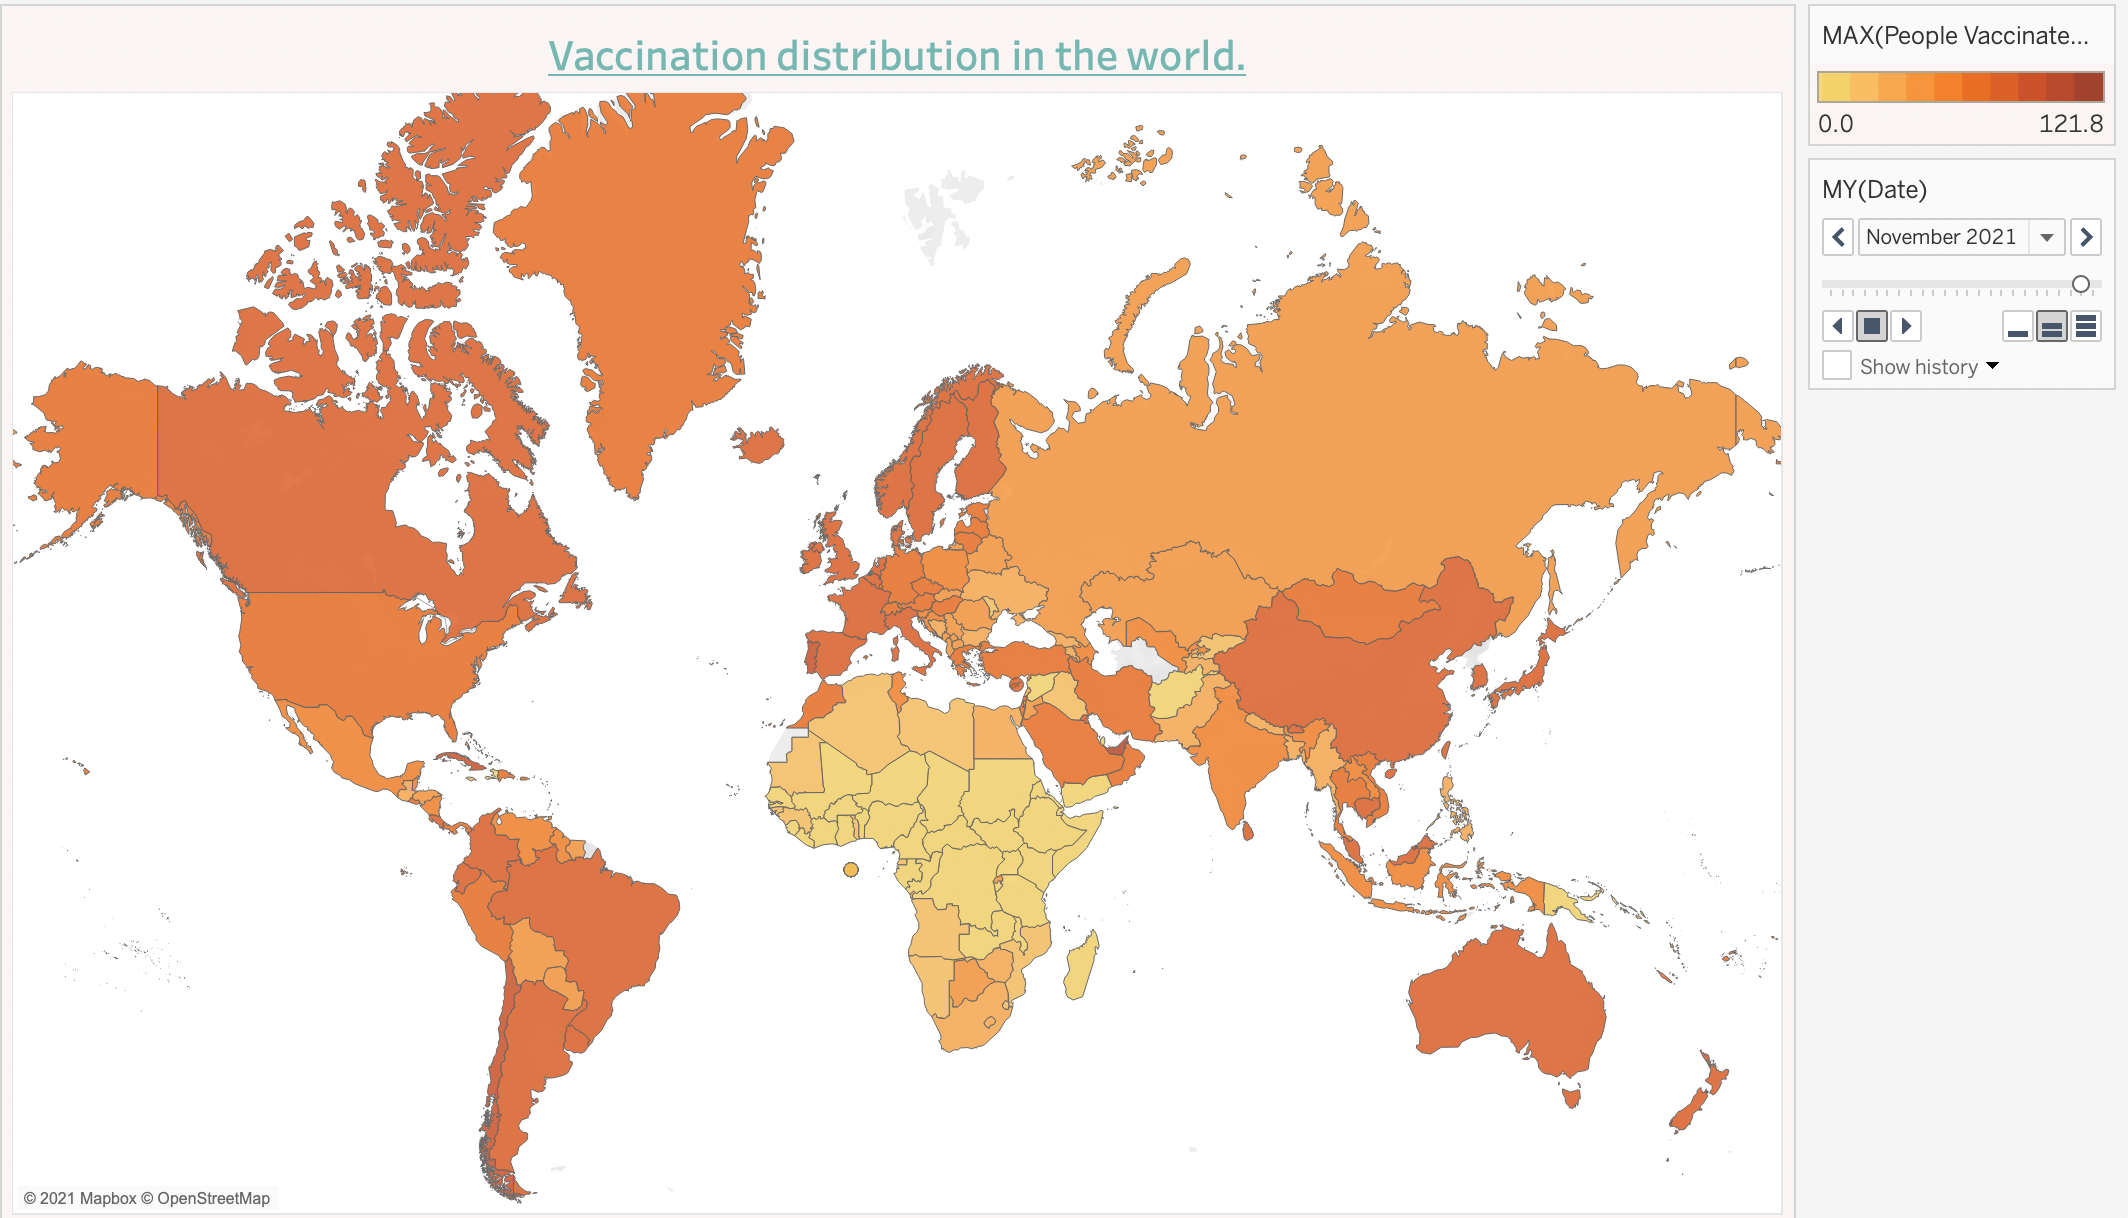 Vaccination distribution in the world.
MAX(People Vaccinate...
0.0 121.8
MY(Date)
November 2021
Show history
© 2021 Mapbox © OpenStreetMap